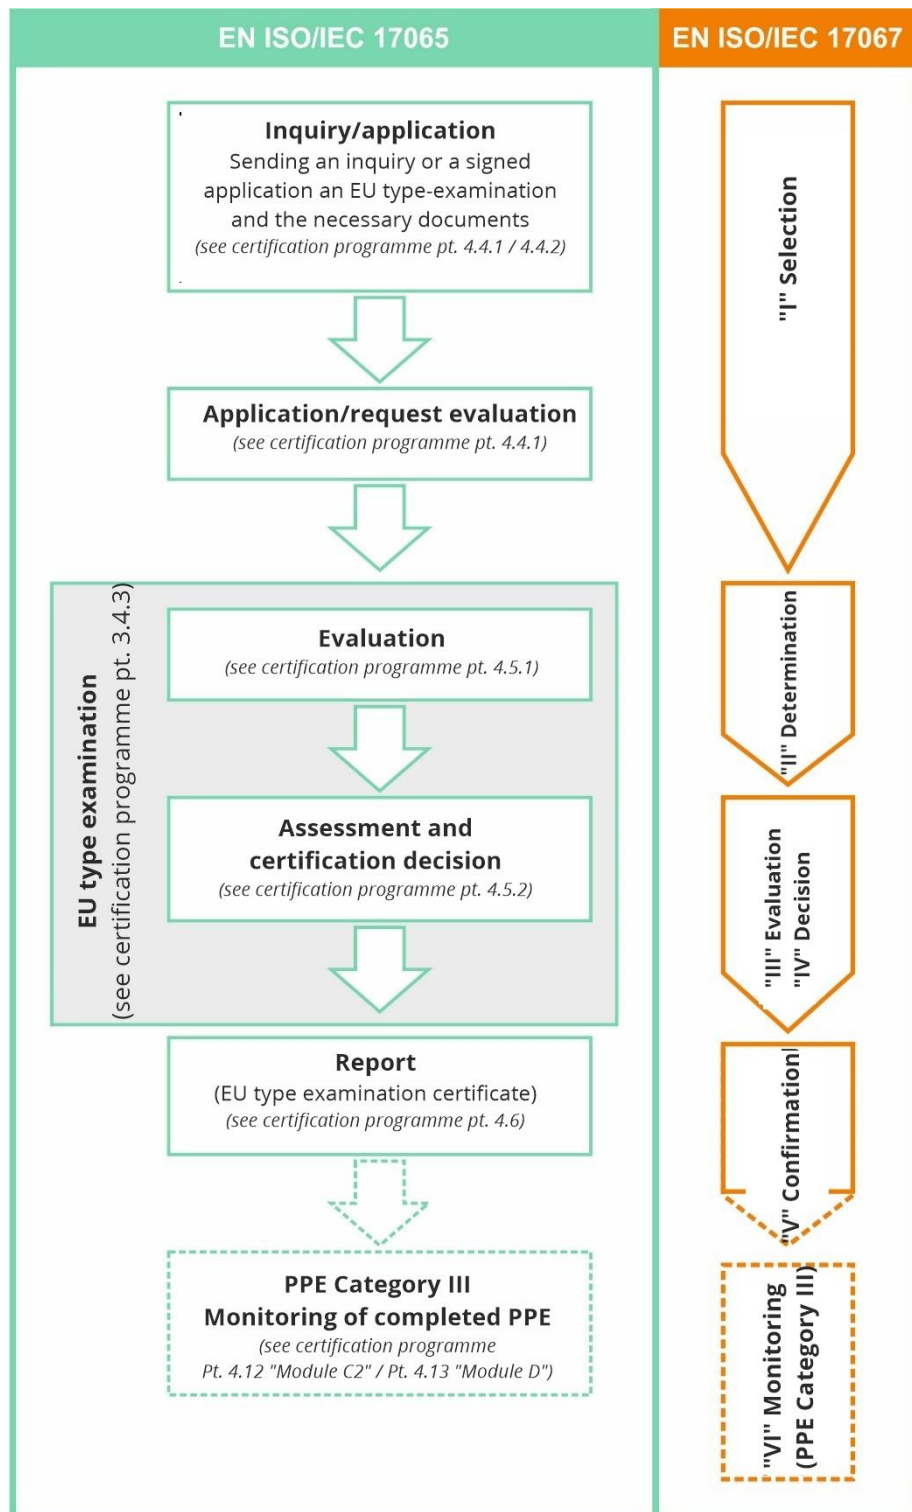 EN ISO/IEC 17065
EN ISO/IEC 17067
Inquiry/application
Sending an inquiry or a signed
application an EU type-examination
and the necessary documents
(see certification programme pt. 4.4.1 / 4.4.2)
"I" Selection
Application/request evaluation
(see certification programme pt. 4.4.1)
EU type examination
(see certification programme pt. 3.4.3)
Evaluation
(see certification programme pt. 4.5.1)
"II" Determination
Assessment and
certification decision
(see certification programme pt. 4.5.2)
"III" Evaluation
"IV" Decision
Report
(EU type examination certificate)
(see certification programme pt. 4.6)
"V" Confirmation
PPE Category III
Monitoring of completed PPE
(see certification programme
Pt. 4.12 "Module C2" / Pt. 4.13 "Module D")
"VI" Monitoring
(PPE Category III)